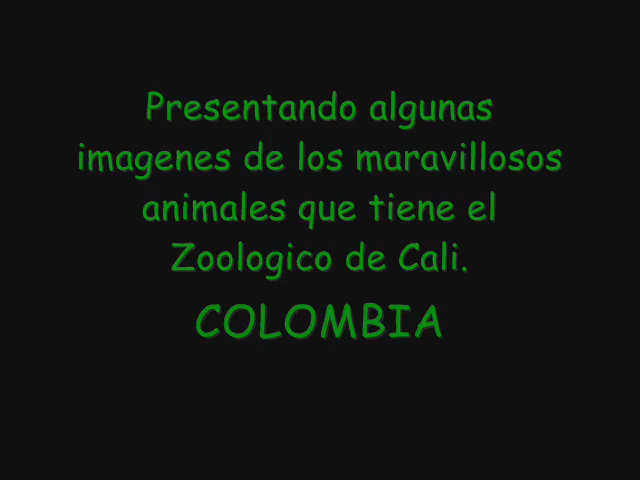 Presentando algunas
imagenes de los maravillosos
animales que tiene el
Zoologico de Cali.
COLOMBIA